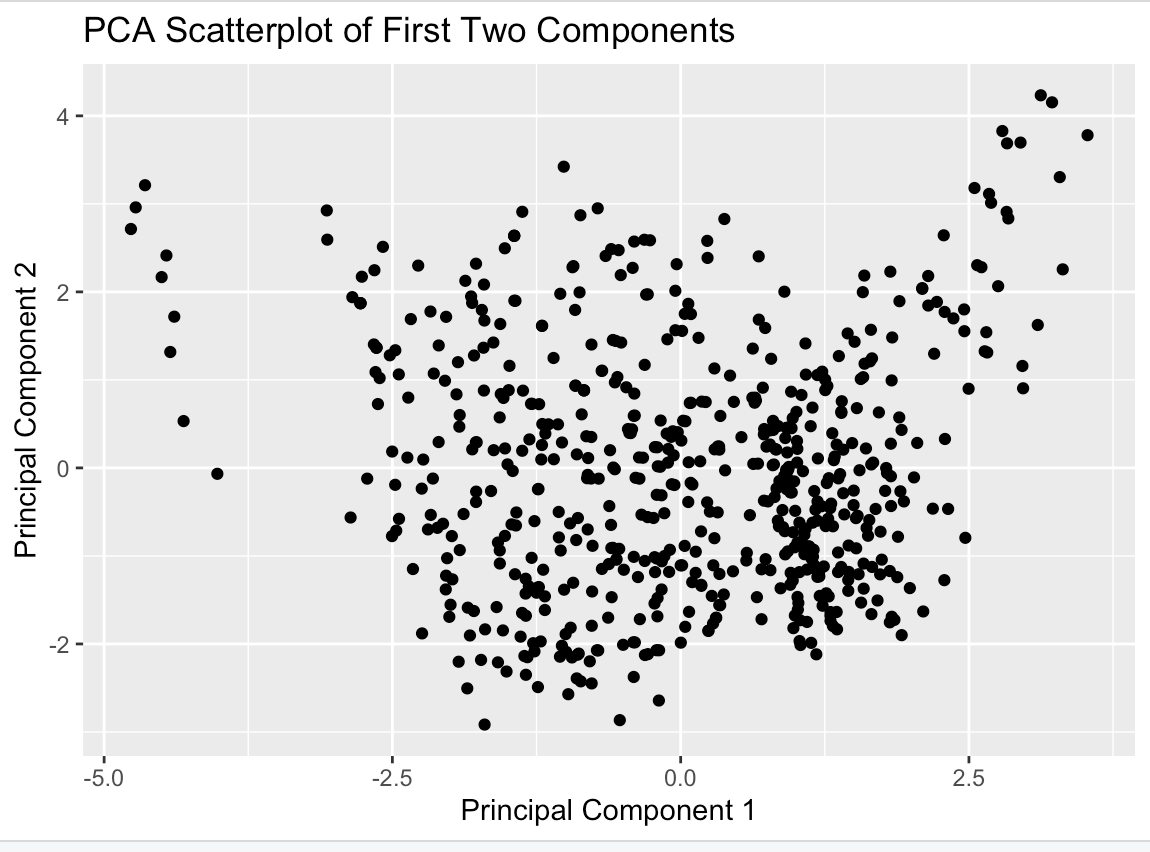 PCA Scatterplot of First Two Components
4
2
0
-2
Principal Component 2
-5.0 -2.5 0.0 2.5
Principal Component 1